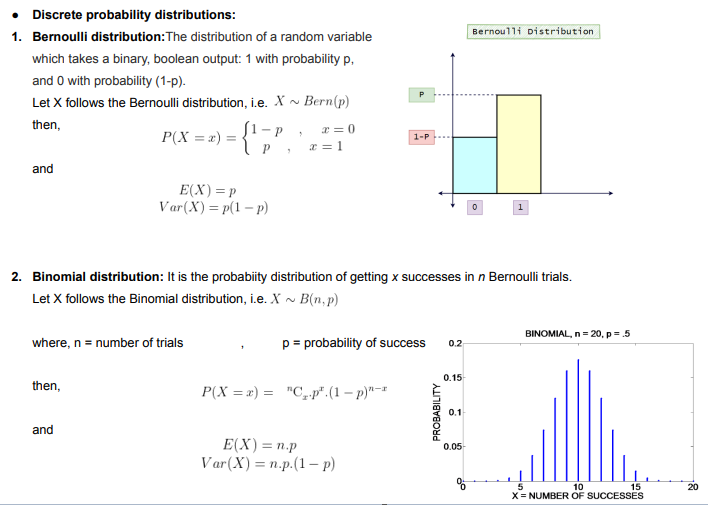 • Discrete probability distributions:
1. Bernoulli distribution:The distribution of a random variable
which takes a binary, boolean output: 1 with probability p,
and 0 with probability (1-p).
Let X follows the Bernoulli distribution, i.e. X ~ Bern(p)
then,
P(X = x) = { 1 − p , x = 0
p , x = 1
and
E(X) = p
Var(X) = p(1 − p)
Bernoulli Distribution
P
1-P
0 1
2. Binomial distribution: It is the probabiity distribution of getting x successes in n Bernoulli trials.
Let X follows the Binomial distribution, i.e. X ~ B(n, p)
where, n = number of trials , p = probability of success
then,
P(X = x) = ⁿCₓ.pˣ.(1 − p)ⁿ⁻ˣ
and
E(X) = n.p
Var(X) = n.p.(1 − p)
BINOMIAL, n = 20, p = .5
PROBABILITY
0.2
0.15
0.1
0.05
0
0 5 10 15 20
X = NUMBER OF SUCCESSES